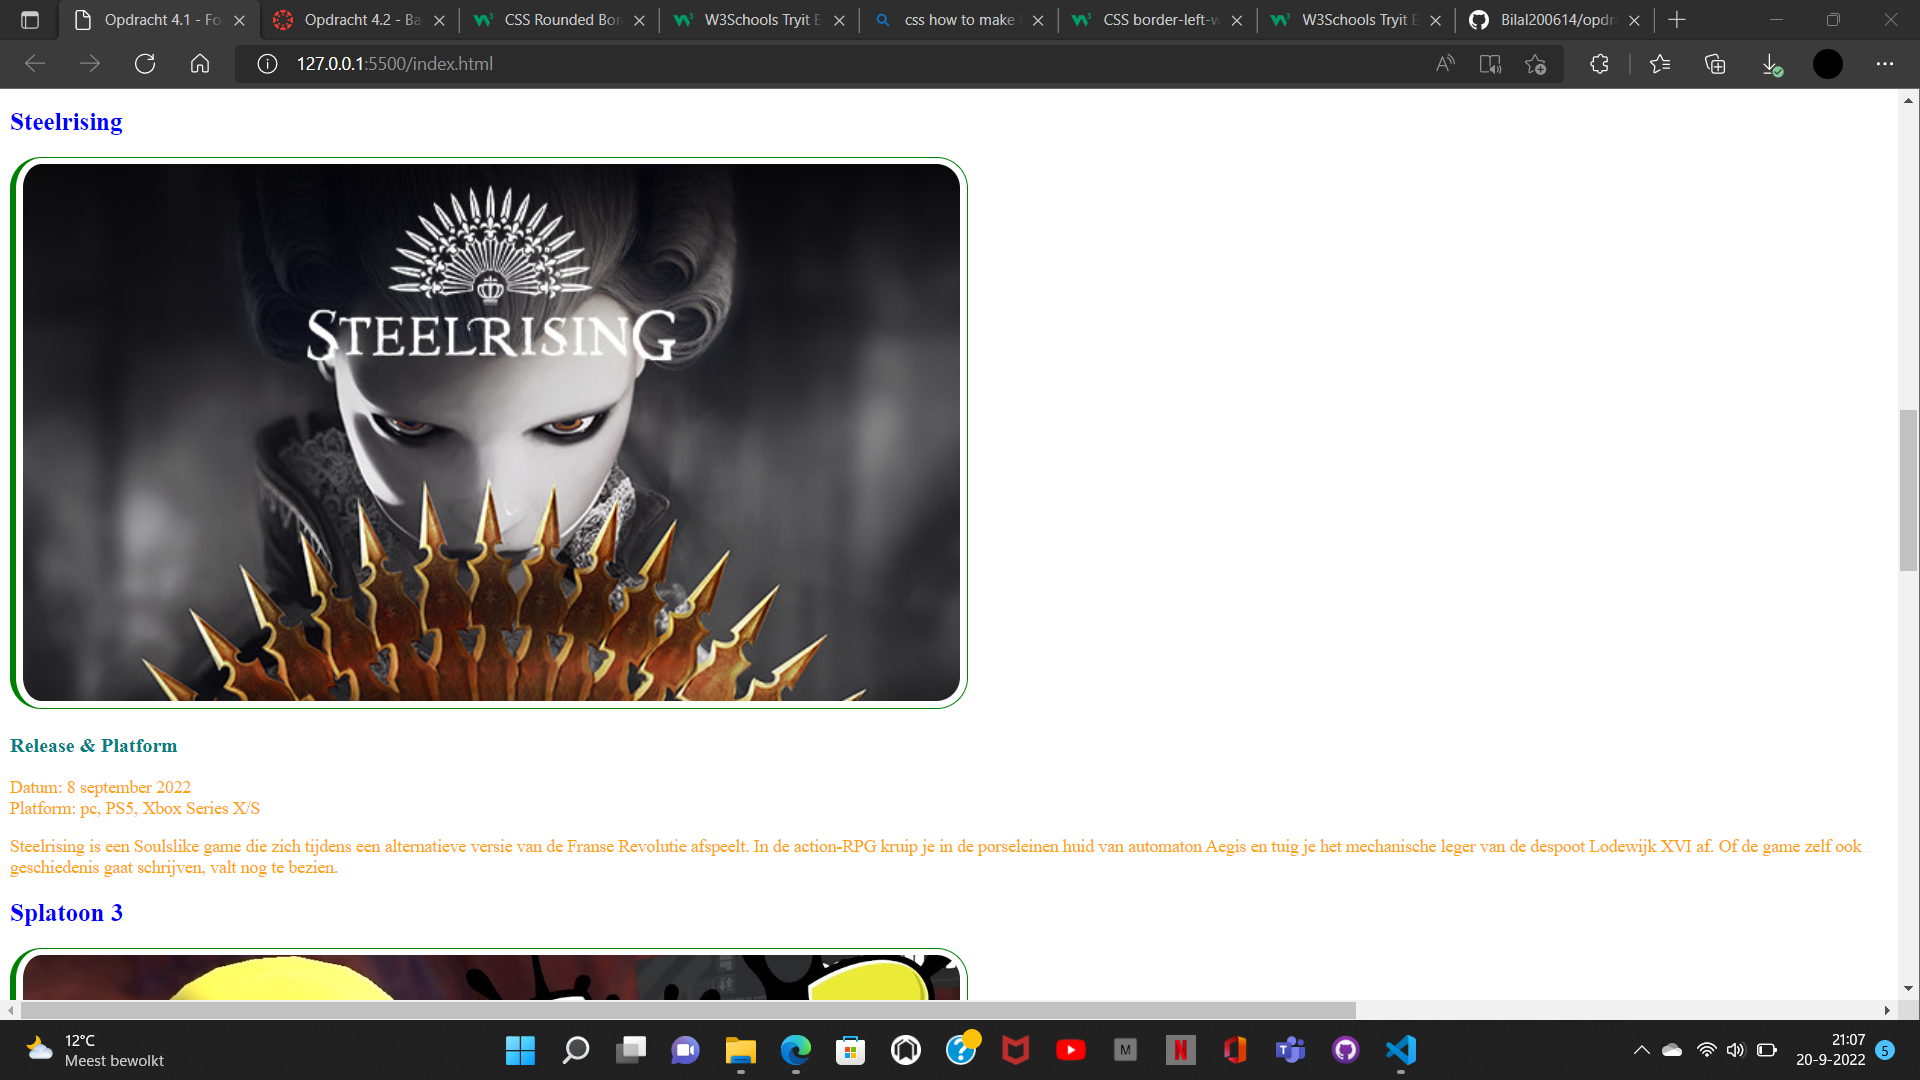 Opdracht 4.1 - Fo
Opdracht 4.2 - Ba
CSS Rounded Bor
W3Schools Tryit E
css how to make
CSS border-left-w
W3Schools Tryit E
Bilal200614/opdra
127.0.0.1:5500/index.html
Steelrising
STEELRISING
Release & Platform
Datum: 8 september 2022
Platform: pc, PS5, Xbox Series X/S
Steelrising is een Soulslike game die zich tijdens een alternatieve versie van de Franse Revolutie afspeelt. In de action-RPG kruip je in de porseleinen huid van automaton Aegis en tuig je het mechanische leger van de despoot Lodewijk XVI af. Of de game zelf ook
geschiedenis gaat schrijven, valt nog te bezien.
Splatoon 3
12°C
Meest bewolkt
M
N
21:07
20-9-2022
5